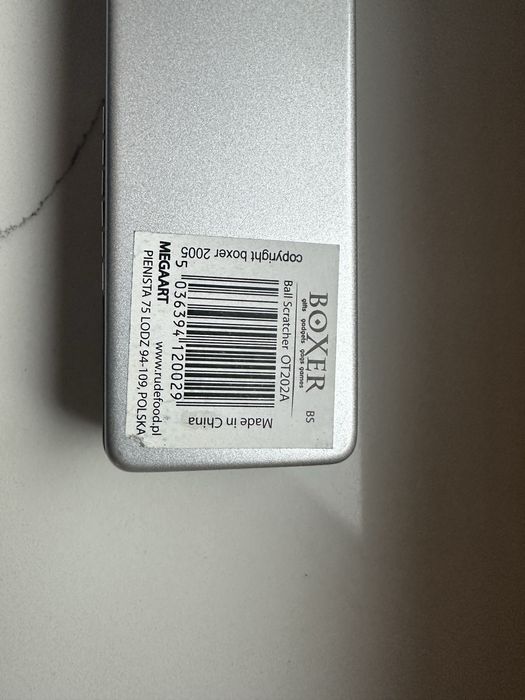 BOXER BS
gifts gadgets gags games
Ball Scratcher OT202A
copyright boxer 2005
Made in China
5 036394 120029
MEGAART www.rudefood.pl
PIENISTA 75 LODZ 94-109, POLSKA